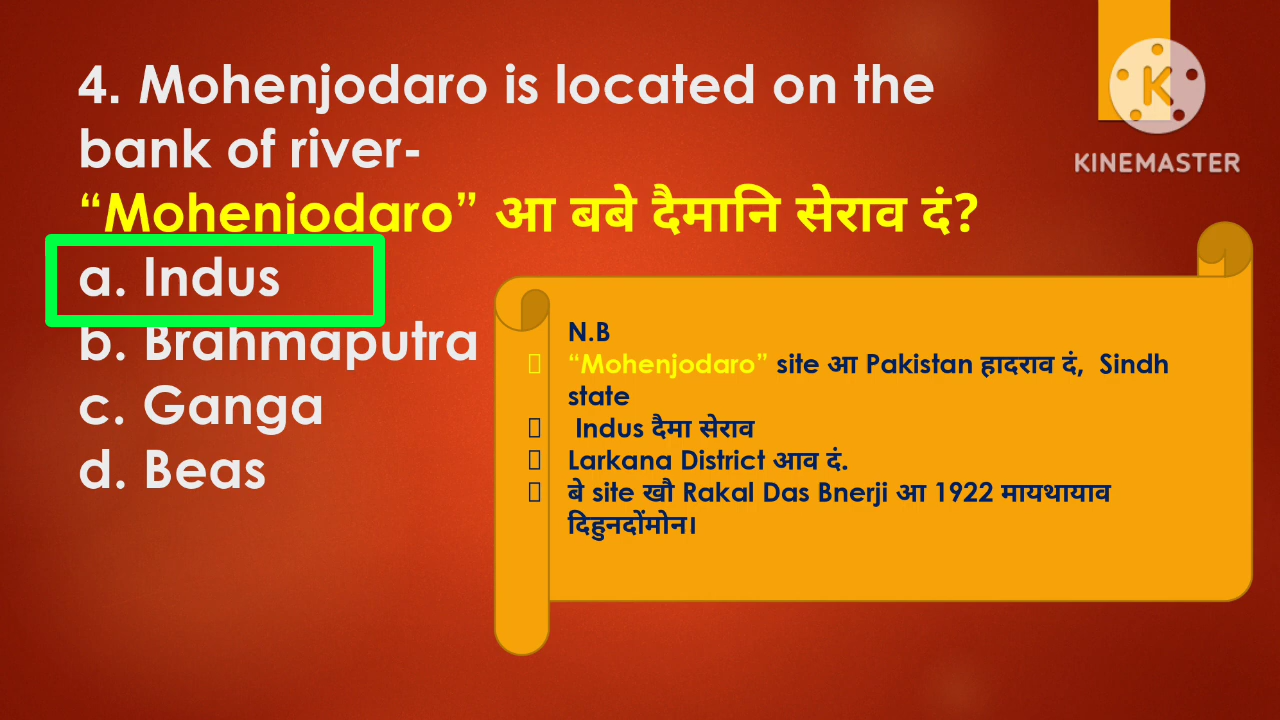 4. Mohenjodaro is located on the
bank of river-
“Mohenjodaro” आ बबे दैमानि सेराव दं?
a. Indus
b. Brahmaputra
c. Ganga
d. Beas
KINEMASTER
N.B
“Mohenjodaro” site आ Pakistan हादराव दं, Sindh
state
Indus दैमा सेराव
Larkana District आव दं.
बे site खौ Rakal Das Bnerji आ 1922 मायथायाव
दिहुनदोंमोन।